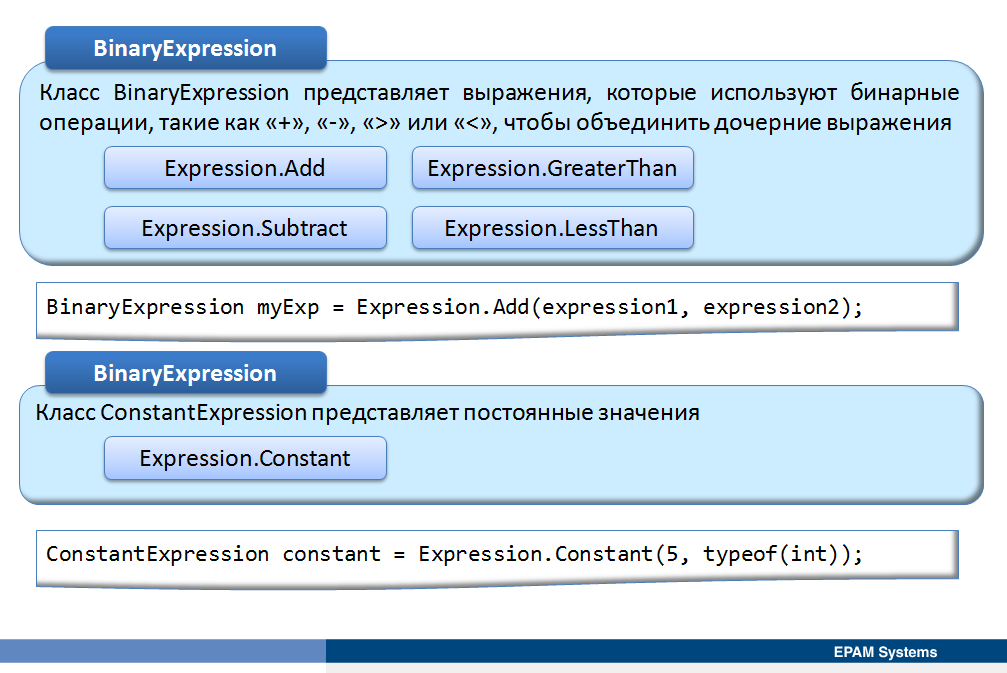 BinaryExpression
Класс BinaryExpression представляет выражения, которые используют бинарные
операции, такие как «+», «-», «>» или «<», чтобы объединить дочерние выражения
Expression.Add
Expression.GreaterThan
Expression.Subtract
Expression.LessThan
BinaryExpression myExp = Expression.Add(expression1, expression2);
BinaryExpression
Класс ConstantExpression представляет постоянные значения
Expression.Constant
ConstantExpression constant = Expression.Constant(5, typeof(int));
EPAM Systems